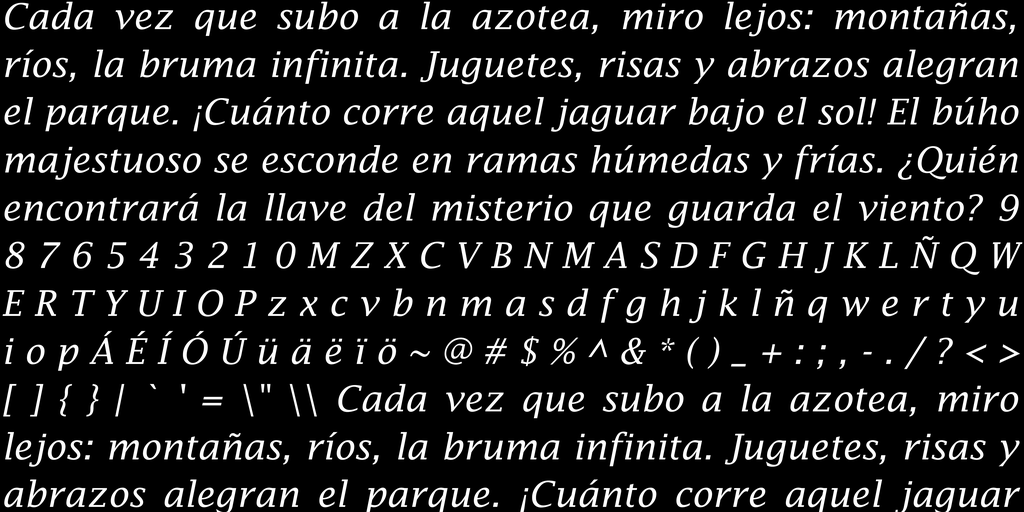 Cada vez que subo a la azotea, miro lejos: montañas,
ríos, la bruma infinita. Juguetes, risas y abrazos alegran
el parque. ¡Cuánto corre aquel jaguar bajo el sol! El búho
majestuoso se esconde en ramas húmedas y frías. ¿Quién
encontrará la llave del misterio que guarda el viento? 9
8 7 6 5 4 3 2 1 0 M Z X C V B N M A S D F G H J K L Ñ Q W
E R T Y U I O P z x c v b n m a s d f g h j k l ñ q w e r t y u
i o p Á É Í Ó Ú ü ä ë ï ö ~ @ # $ % ^ & * ( ) _ + : ; , - . / ? < >
[ ] { } | ` ' = \" \\ Cada vez que subo a la azotea, miro
lejos: montañas, ríos, la bruma infinita. Juguetes, risas y
abrazos alegran el parque. ¡Cuánto corre aquel jaguar